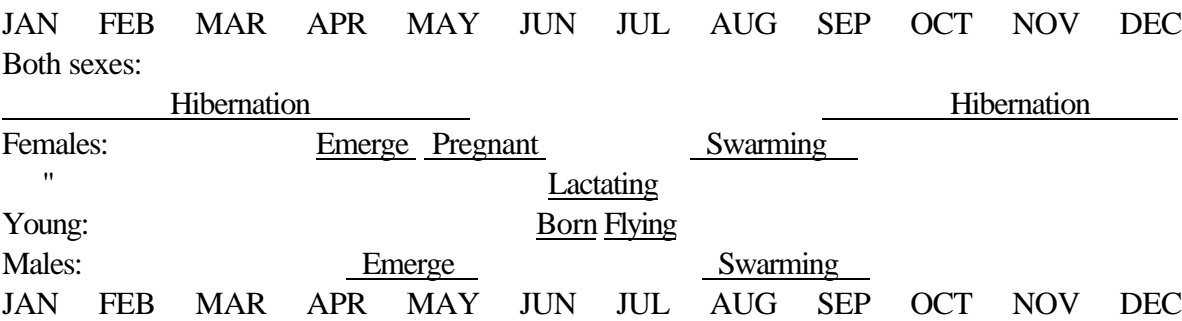 JAN FEB MAR APR MAY JUN JUL AUG SEP OCT NOV DEC
Both sexes:
Hibernation Hibernation
Females: Emerge Pregnant Swarming
" Lactating
Young: Born Flying
Males: Emerge Swarming
JAN FEB MAR APR MAY JUN JUL AUG SEP OCT NOV DEC